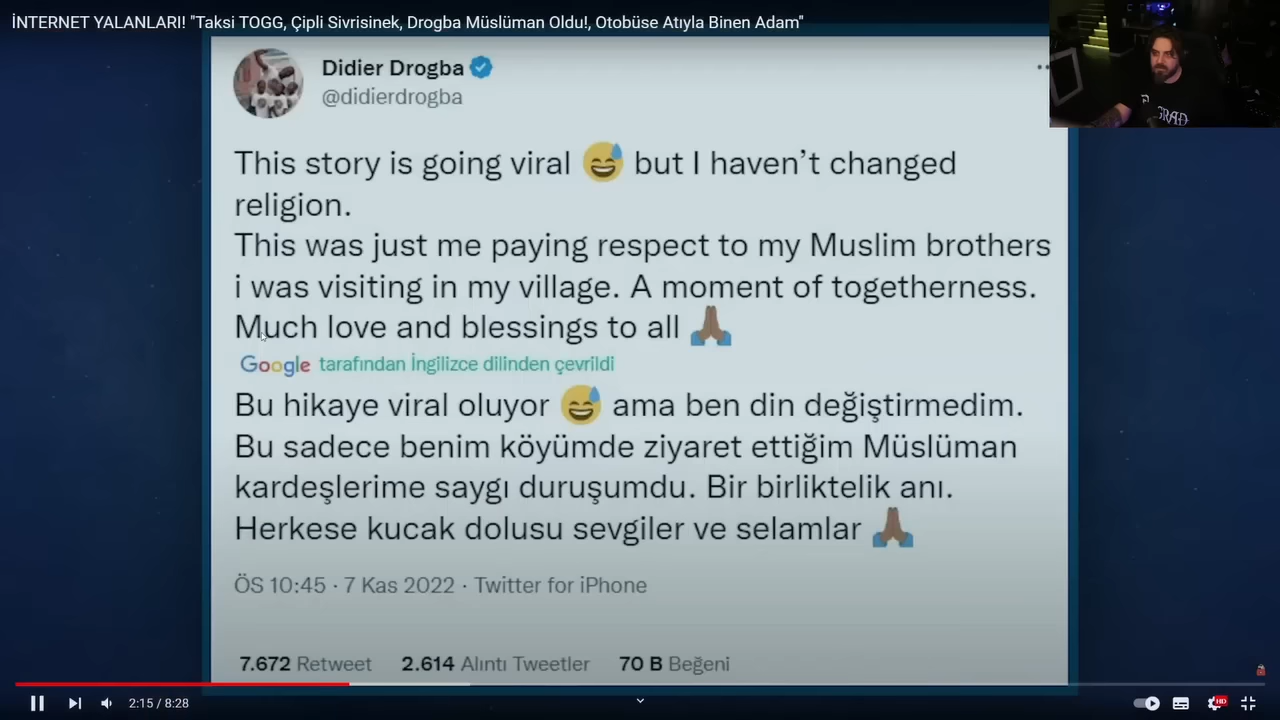 İNTERNET YALANLARI! "Taksi TOGG, Çipli Sivrisinek, Drogba Müslüman Oldu!, Otobüse Atıyla Binen Adam"
Didier Drogba
@didierdrogba
This story is going viral 😅 but I haven't changed
religion.
This was just me paying respect to my Muslim brothers
i was visiting in my village. A moment of togetherness.
Much love and blessings to all 🙏🏾
Google tarafından İngilizce dilinden çevrildi
Bu hikaye viral oluyor 😅 ama ben din değiştirmedim.
Bu sadece benim köyümde ziyaret ettiğim Müslüman
kardeşlerime saygı duruşumdu. Bir birliktelik anı.
Herkese kucak dolusu sevgiler ve selamlar 🙏🏾
ÖS 10:45 · 7 Kas 2022 · Twitter for iPhone
7.672 Retweet 2.614 Alıntı Tweetler 70 B Beğeni
2:15 / 8:28
HD